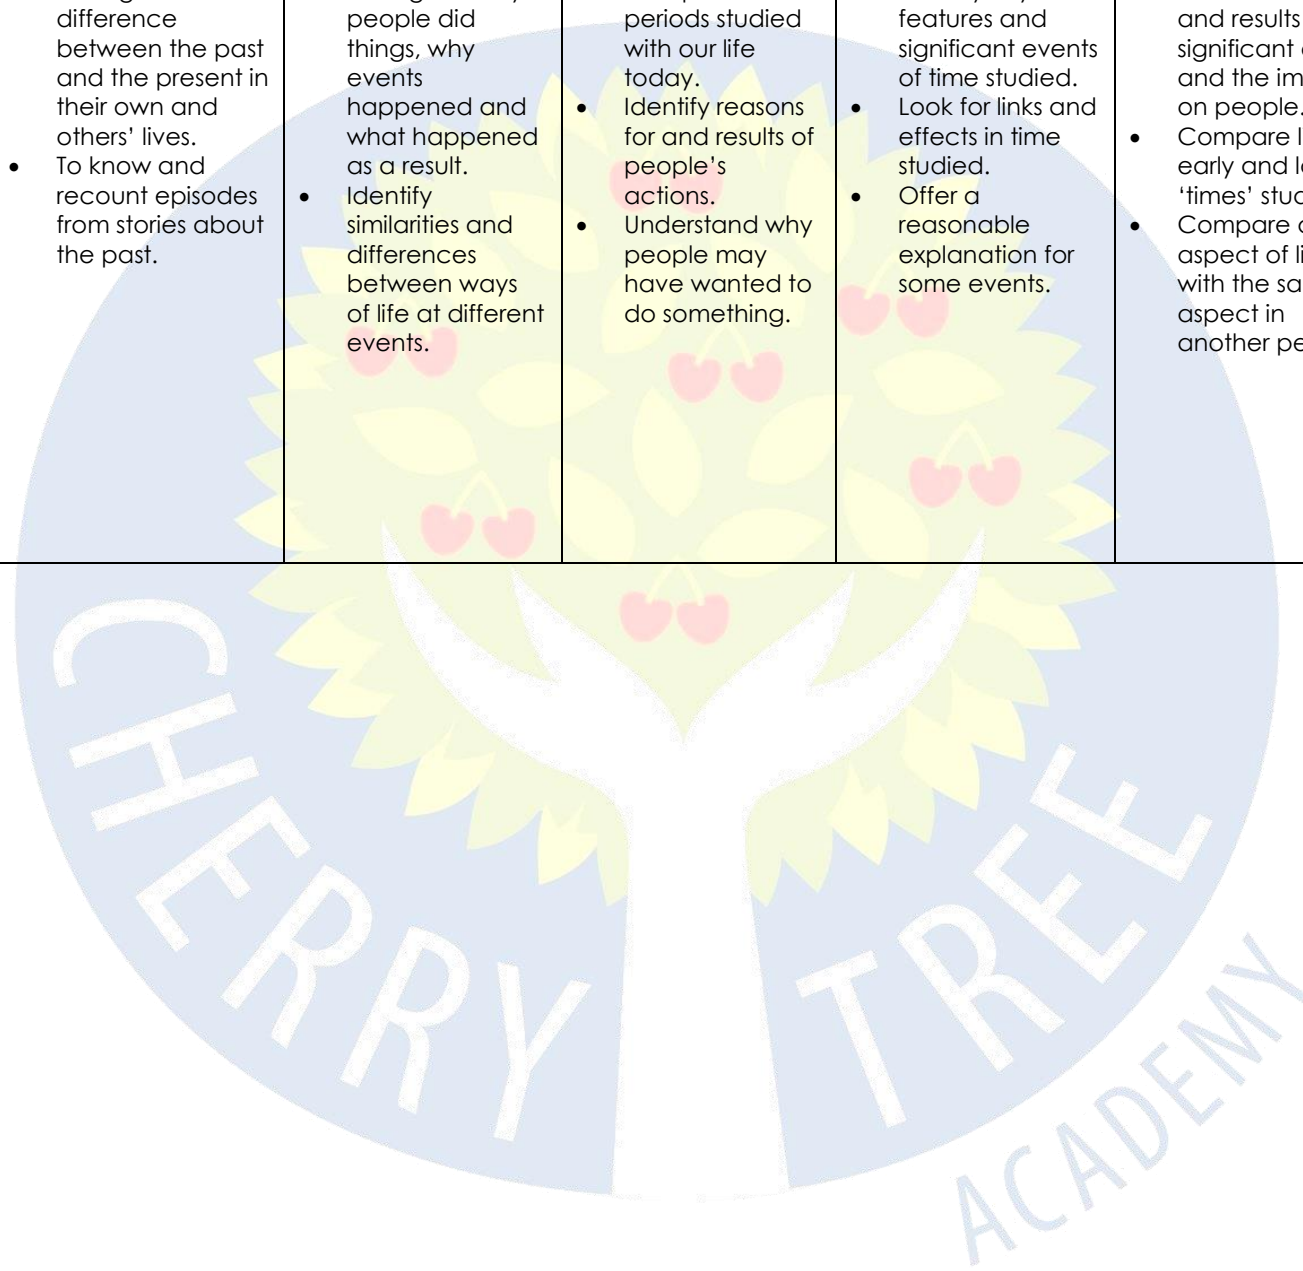 difference
between the past
and the present in
their own and
others’ lives.
• To know and
recount episodes
from stories about
the past.
people did
things, why
events
happened and
what happened
as a result.
• Identify
similarities and
differences
between ways
of life at different
events.
periods studied
with our life
today.
• Identify reasons
for and results of
people’s
actions.
• Understand why
people may
have wanted to
do something.
features and
significant events
of time studied.
• Look for links and
effects in time
studied.
• Offer a
reasonable
explanation for
some events.
and results
significant
and the im
on people.
• Compare l
early and l
‘times’ stu
• Compare
aspect of li
with the sa
aspect in
another pe
CHERRY TREE
ACADEMY